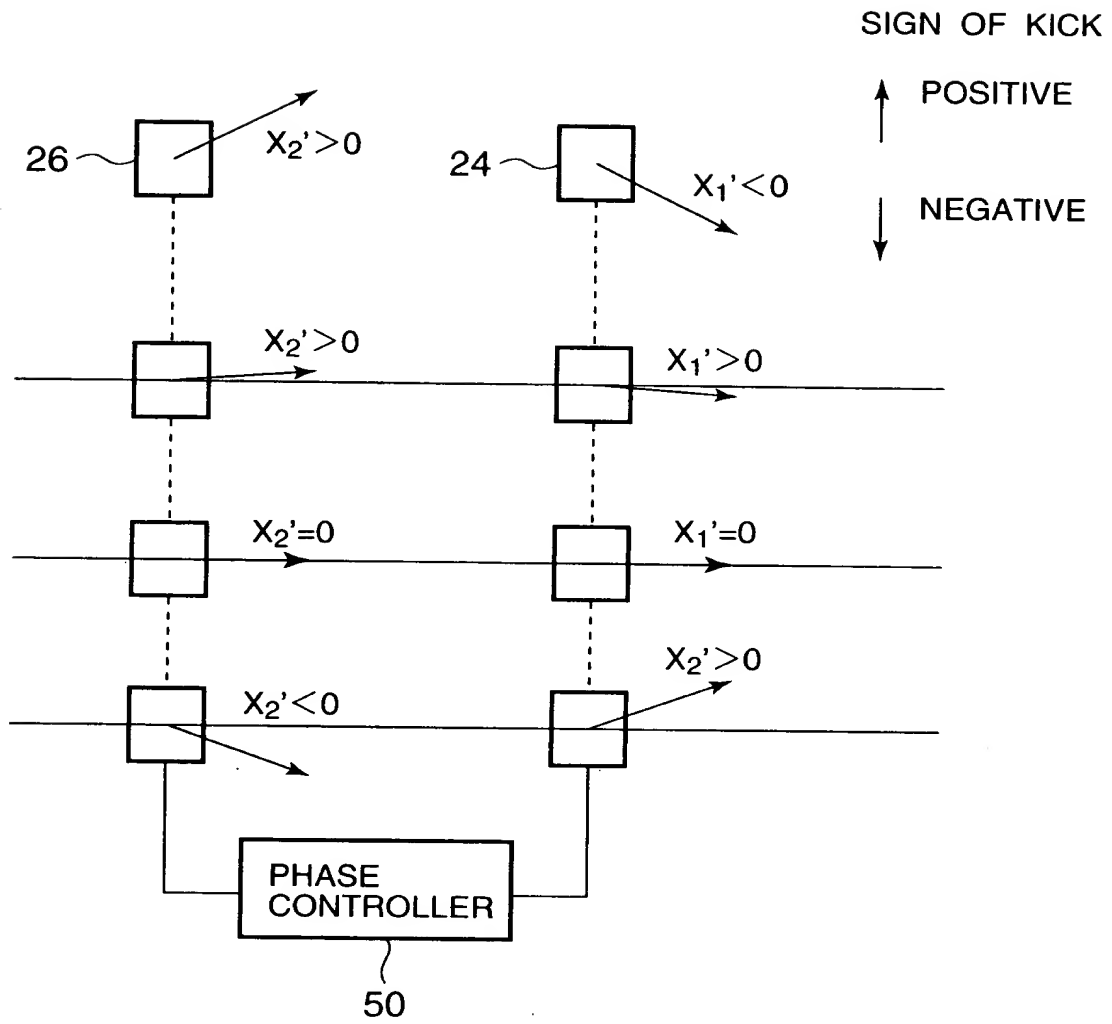 SIGN OF KICK
POSITIVE
NEGATIVE
26
X₂'>0
24
X₁'<0
X₂'>0
X₁'>0
X₂'=0
X₁'=0
X₂'<0
X₂'>0
PHASE
CONTROLLER
50